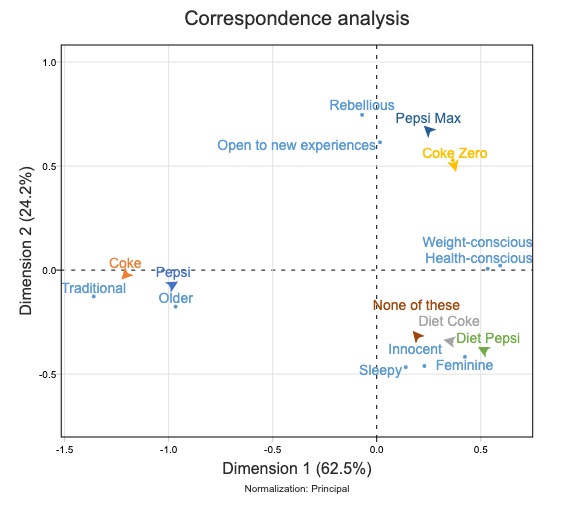 Correspondence analysis
Dimension 2 (24.2%)
1.0
0.5
0.0
-0.5
Rebellious
Pepsi Max
Open to new experiences
Coke Zero
Weight-conscious
Health-conscious
Coke
Pepsi
Traditional
Older
None of these
Diet Coke
Diet Pepsi
Innocent
Sleepy
Feminine
-1.5 -1.0 -0.5 0.0 0.5
Dimension 1 (62.5%)
Normalization: Principal